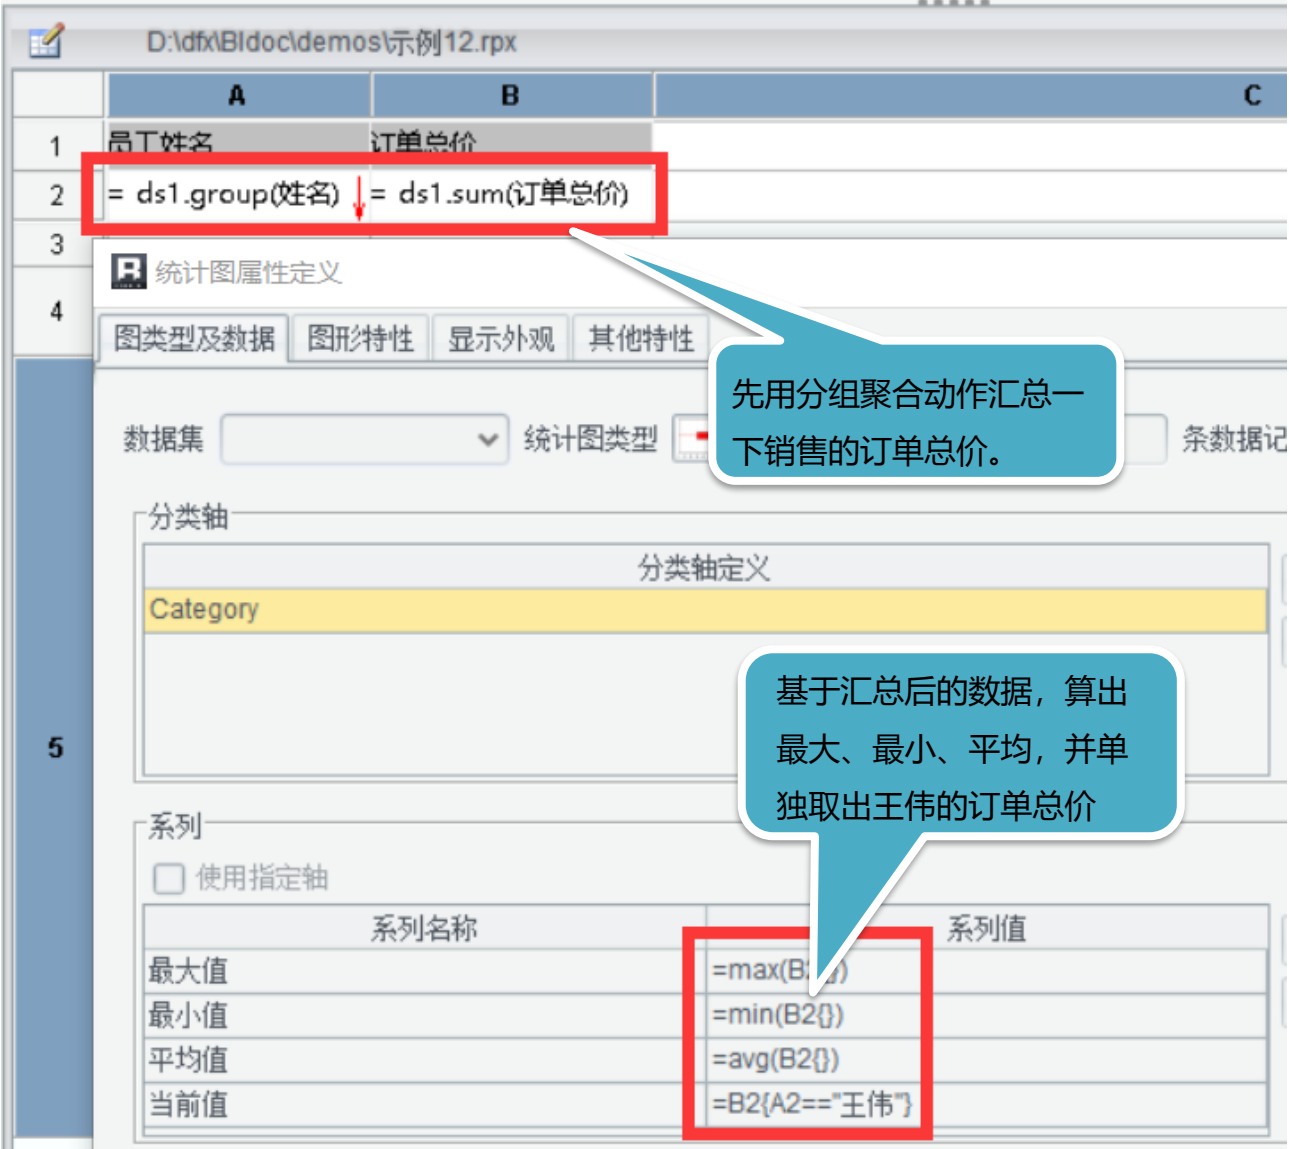 D:\dfx\BIdoc\demos\示例12.rpx
A B C
1 员工姓名 订单总价
2 = ds1.group(姓名) = ds1.sum(订单总价)
3
统计图属性定义
4
图类型及数据 图形特性 显示外观 其他特性
先用分组聚合动作汇总一
下销售的订单总价。
数据集 统计图类型 条数据记
分类轴
分类轴定义
Category
基于汇总后的数据，算出
最大、最小、平均，并单
独取出王伟的订单总价
5
系列
使用指定轴
系列名称 系列值
最大值 =max(B2{})
最小值 =min(B2{})
平均值 =avg(B2{})
当前值 =B2{A2=="王伟"}